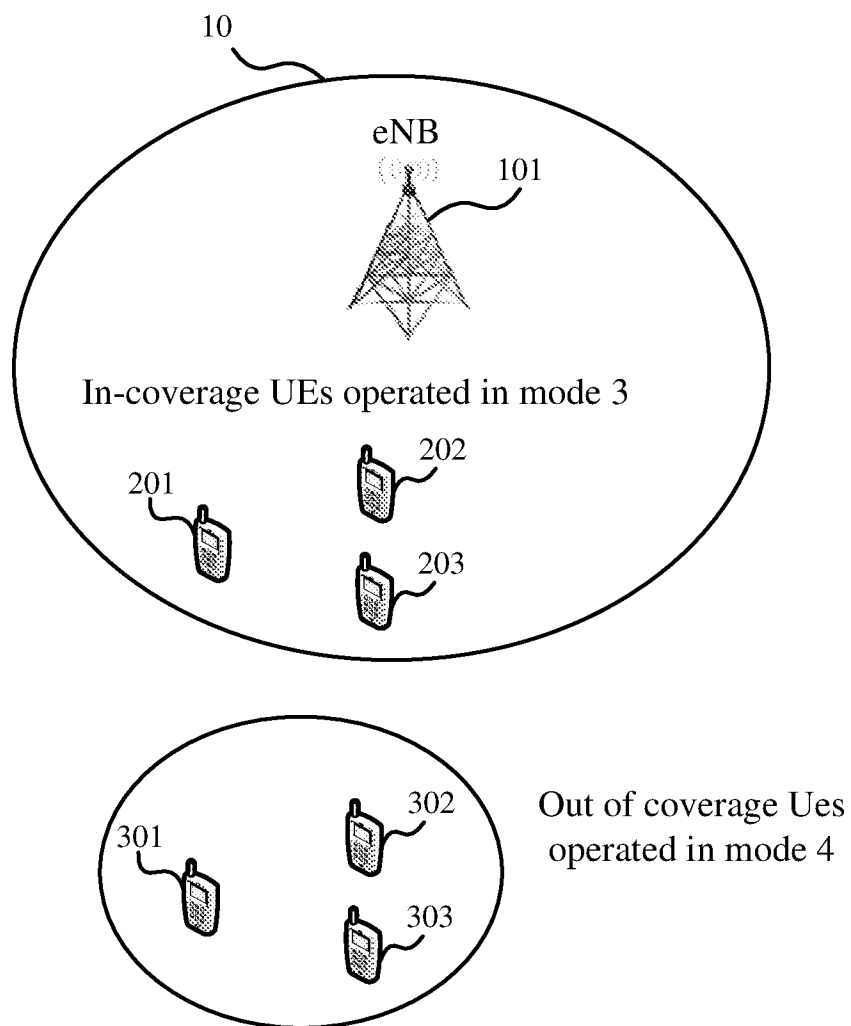 10
eNB
101
In-coverage UEs operated in mode 3
202
201
203
302
Out of coverage Ues
operated in mode 4
301
303